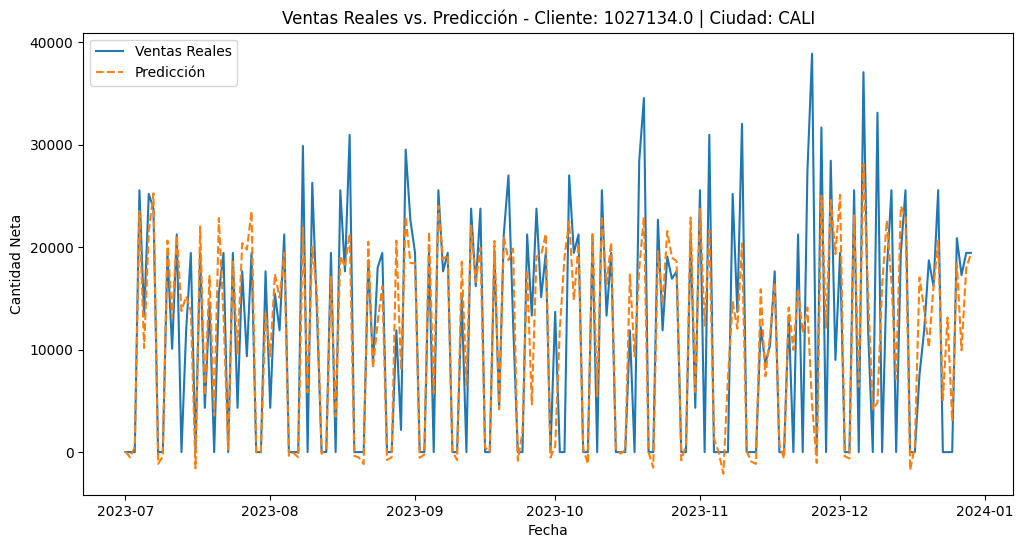 Ventas Reales vs. Predicción - Cliente: 1027134.0 | Ciudad: CALI
Ventas Reales
Predicción
Cantidad Neta
40000
30000
20000
10000
0
2023-07
2023-08
2023-09
2023-10
2023-11
2023-12
2024-01
Fecha